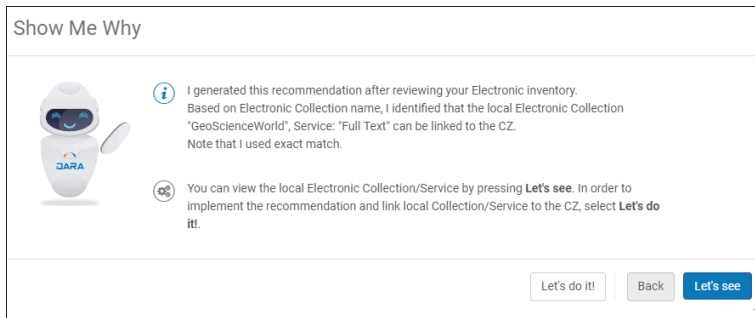 Show Me Why
I generated this recommendation after reviewing your Electronic inventory.
Based on Electronic Collection name, I identified that the local Electronic Collection
"GeoScienceWorld", Service: "Full Text" can be linked to the CZ.
Note that I used exact match.
DARA
You can view the local Electronic Collection/Service by pressing Let's see. In order to
implement the recommendation and link local Collection/Service to the CZ, select Let's do
it!.
Let's do it!
Back
Let's see